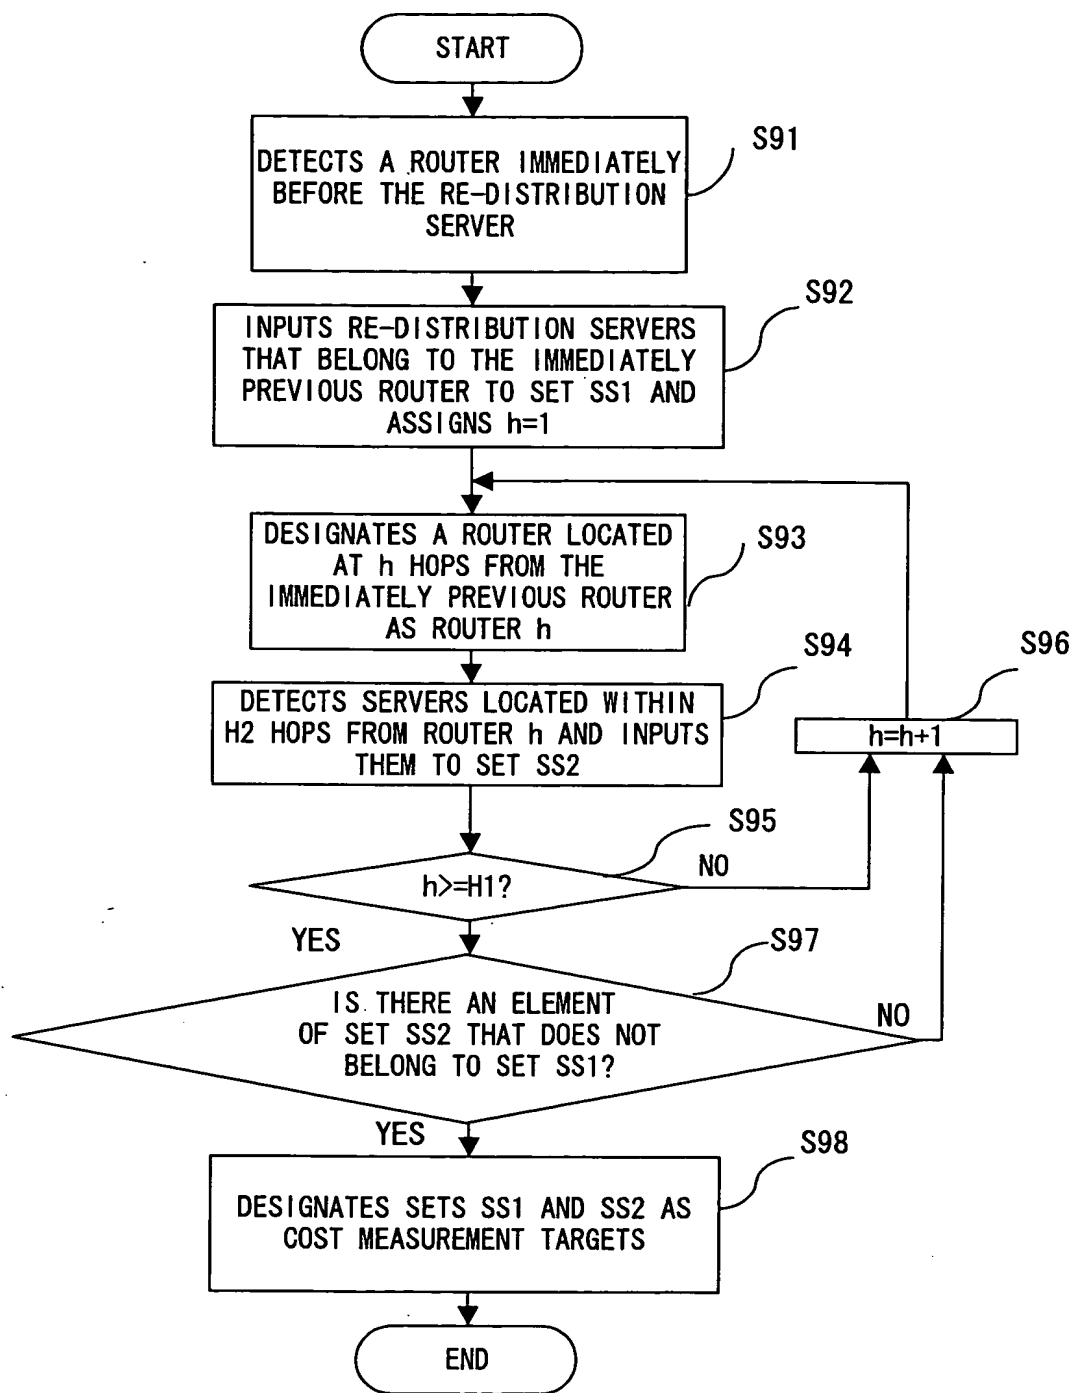 START
S91
DETECTS A ROUTER IMMEDIATELY
BEFORE THE RE-DISTRIBUTION
SERVER
S92
INPUTS RE-DISTRIBUTION SERVERS
THAT BELONG TO THE IMMEDIATELY
PREVIOUS ROUTER TO SET SS1 AND
ASSIGNS h=1
S93
DESIGNATES A ROUTER LOCATED
AT h HOPS FROM THE
IMMEDIATELY PREVIOUS ROUTER
AS ROUTER h
S94
DETECTS SERVERS LOCATED WITHIN
H2 HOPS FROM ROUTER h AND INPUTS
THEM TO SET SS2
S96
h=h+1
S95
h>=H1?
NO
YES
S97
IS THERE AN ELEMENT
OF SET SS2 THAT DOES NOT
BELONG TO SET SS1?
NO
YES
S98
DESIGNATES SETS SS1 AND SS2 AS
COST MEASUREMENT TARGETS
END